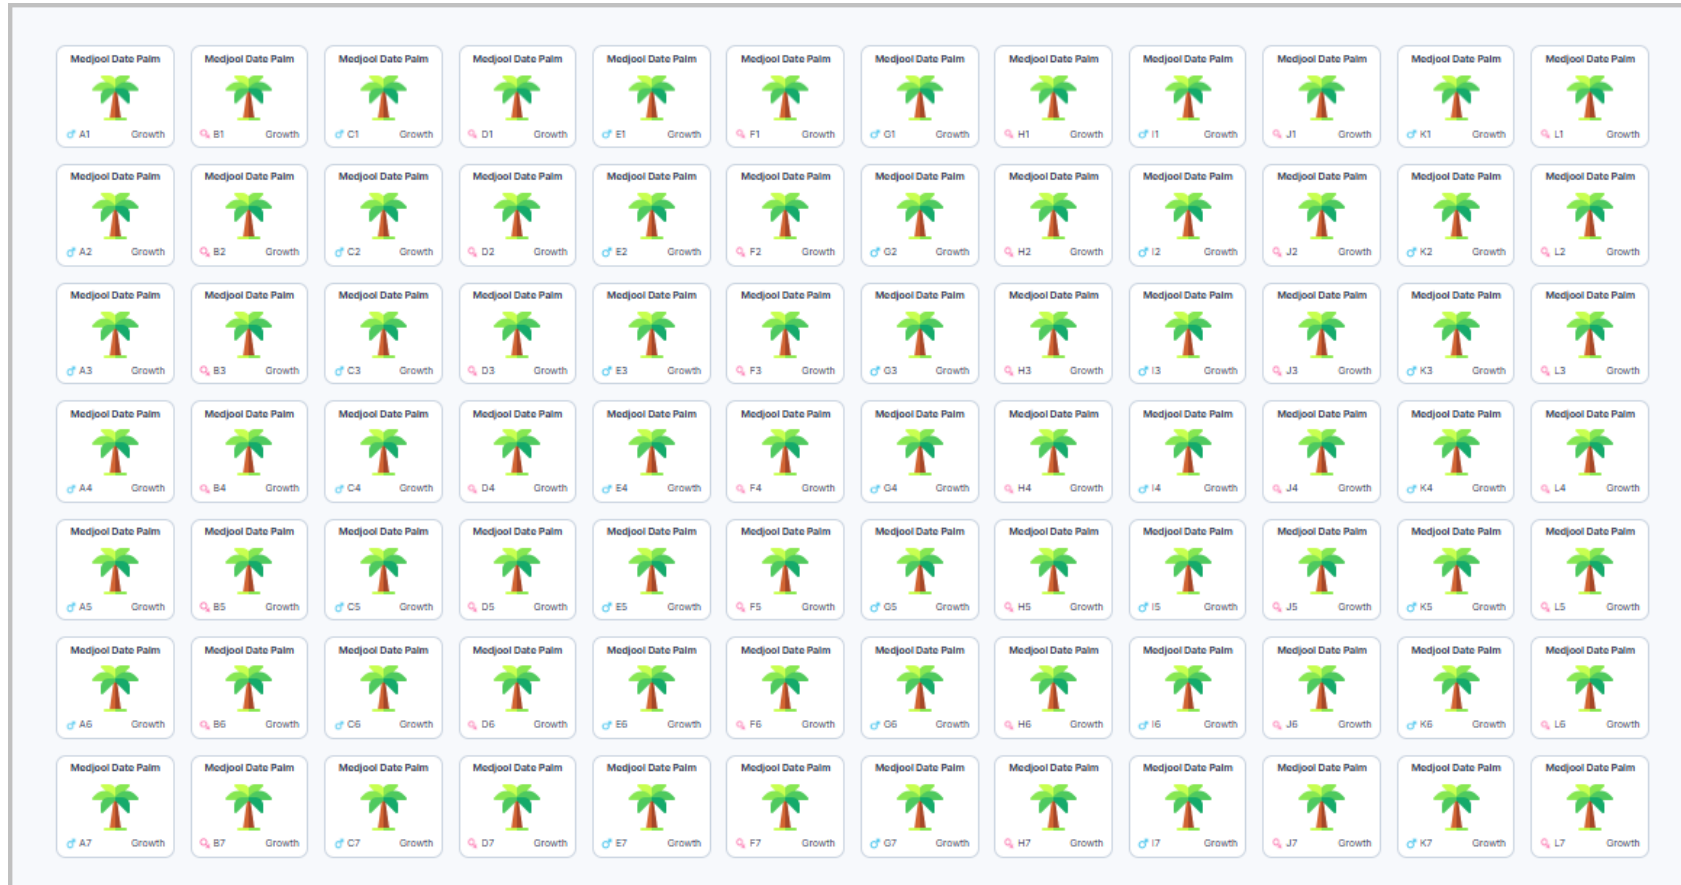 Medjool Date Palm Medjool Date Palm Medjool Date Palm Medjool Date Palm Medjool Date Palm Medjool Date Palm Medjool Date Palm Medjool Date Palm Medjool Date Palm Medjool Date Palm Medjool Date Palm Medjool Date Palm
A1 Growth B1 Growth C1 Growth D1 Growth E1 Growth F1 Growth G1 Growth H1 Growth I1 Growth J1 Growth K1 Growth L1 Growth
Medjool Date Palm Medjool Date Palm Medjool Date Palm Medjool Date Palm Medjool Date Palm Medjool Date Palm Medjool Date Palm Medjool Date Palm Medjool Date Palm Medjool Date Palm Medjool Date Palm Medjool Date Palm
A2 Growth B2 Growth C2 Growth D2 Growth E2 Growth F2 Growth G2 Growth H2 Growth I2 Growth J2 Growth K2 Growth L2 Growth
Medjool Date Palm Medjool Date Palm Medjool Date Palm Medjool Date Palm Medjool Date Palm Medjool Date Palm Medjool Date Palm Medjool Date Palm Medjool Date Palm Medjool Date Palm Medjool Date Palm Medjool Date Palm
A3 Growth B3 Growth C3 Growth D3 Growth E3 Growth F3 Growth G3 Growth H3 Growth I3 Growth J3 Growth K3 Growth L3 Growth
Medjool Date Palm Medjool Date Palm Medjool Date Palm Medjool Date Palm Medjool Date Palm Medjool Date Palm Medjool Date Palm Medjool Date Palm Medjool Date Palm Medjool Date Palm Medjool Date Palm Medjool Date Palm
A4 Growth B4 Growth C4 Growth D4 Growth E4 Growth F4 Growth G4 Growth H4 Growth I4 Growth J4 Growth K4 Growth L4 Growth
Medjool Date Palm Medjool Date Palm Medjool Date Palm Medjool Date Palm Medjool Date Palm Medjool Date Palm Medjool Date Palm Medjool Date Palm Medjool Date Palm Medjool Date Palm Medjool Date Palm Medjool Date Palm
A5 Growth B5 Growth C5 Growth D5 Growth E5 Growth F5 Growth G5 Growth H5 Growth I5 Growth J5 Growth K5 Growth L5 Growth
Medjool Date Palm Medjool Date Palm Medjool Date Palm Medjool Date Palm Medjool Date Palm Medjool Date Palm Medjool Date Palm Medjool Date Palm Medjool Date Palm Medjool Date Palm Medjool Date Palm Medjool Date Palm
A6 Growth B6 Growth C6 Growth D6 Growth E6 Growth F6 Growth G6 Growth H6 Growth I6 Growth J6 Growth K6 Growth L6 Growth
Medjool Date Palm Medjool Date Palm Medjool Date Palm Medjool Date Palm Medjool Date Palm Medjool Date Palm Medjool Date Palm Medjool Date Palm Medjool Date Palm Medjool Date Palm Medjool Date Palm Medjool Date Palm
A7 Growth B7 Growth C7 Growth D7 Growth E7 Growth F7 Growth G7 Growth H7 Growth I7 Growth J7 Growth K7 Growth L7 Growth